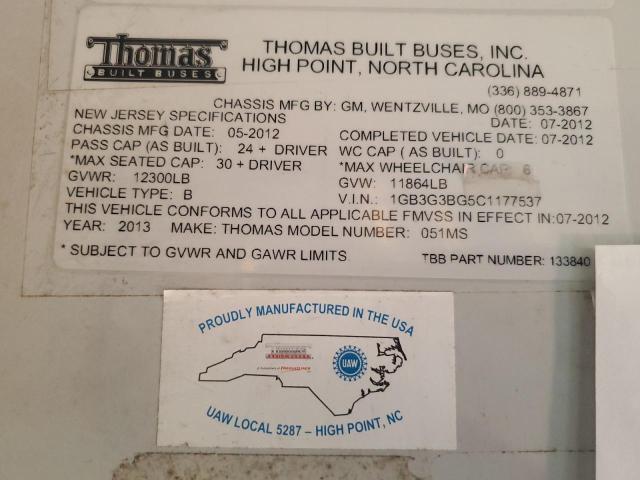 Thomas
BUILT BUSES
THOMAS BUILT BUSES, INC.
HIGH POINT, NORTH CAROLINA
(336) 889-4871
CHASSIS MFG BY: GM, WENTZVILLE, MO (800) 353-3867
NEW JERSEY SPECIFICATIONS DATE: 07-2012
CHASSIS MFG DATE: 05-2012 COMPLETED VEHICLE DATE: 07-2012
PASS CAP (AS BUILT): 24 + DRIVER WC CAP ( AS BUILT): 0
*MAX SEATED CAP: 30 + DRIVER *MAX WHEELCHAIR CAP: 6
GVWR: 12300LB GVW: 11864LB
VEHICLE TYPE: B V.I.N.: 1GB3G3BG5C1177537
THIS VEHICLE CONFORMS TO ALL APPLICABLE FMVSS IN EFFECT IN:07-2012
YEAR: 2013 MAKE: THOMAS MODEL NUMBER: 051MS
* SUBJECT TO GVWR AND GAWR LIMITS TBB PART NUMBER: 133840
PROUDLY MANUFACTURED IN THE USA
BUILT BUSES
UAW
UAW LOCAL 5287 – HIGH POINT, NC